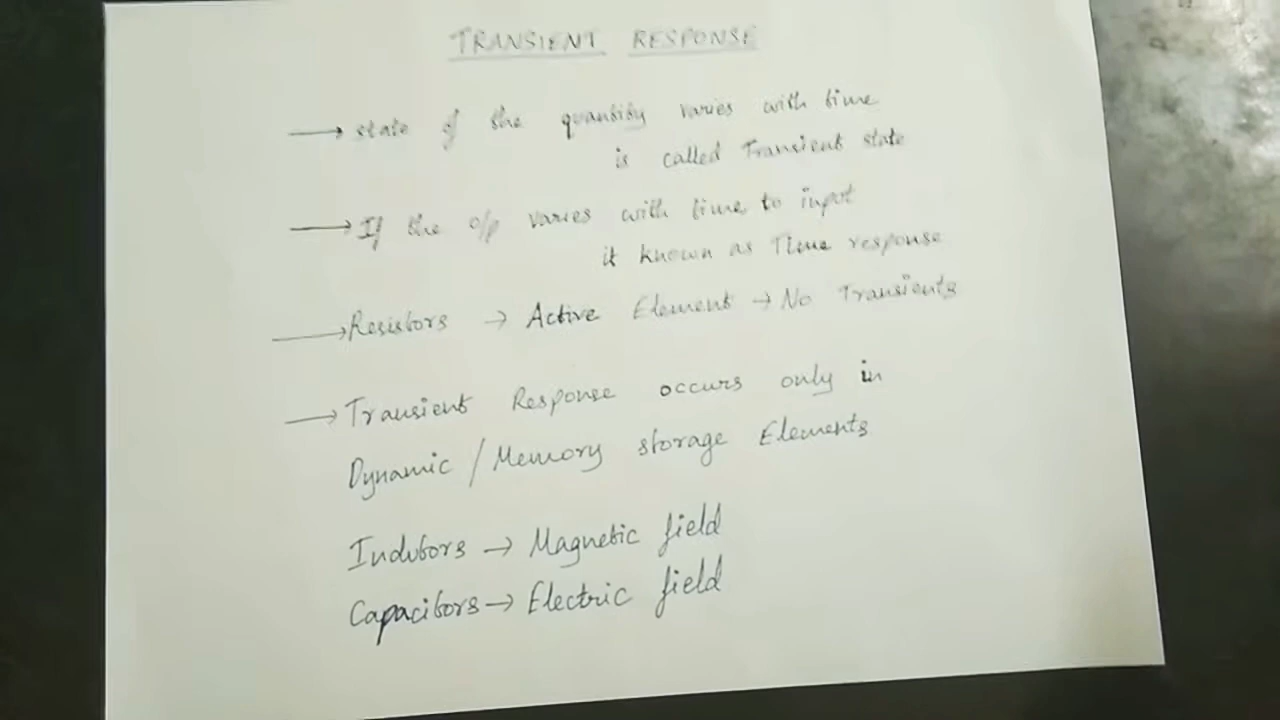 TRANSIENT RESPONSE
→ state of the quantity varies with time
is called Transient state
→ If the o/p varies with time to input
it known as Time response
→ Resistors → Active Element → No Transients
→ Transient Response occurs only in
Dynamic / Memory storage Elements
Indutors → Magnetic field
Capacitors → Electric field